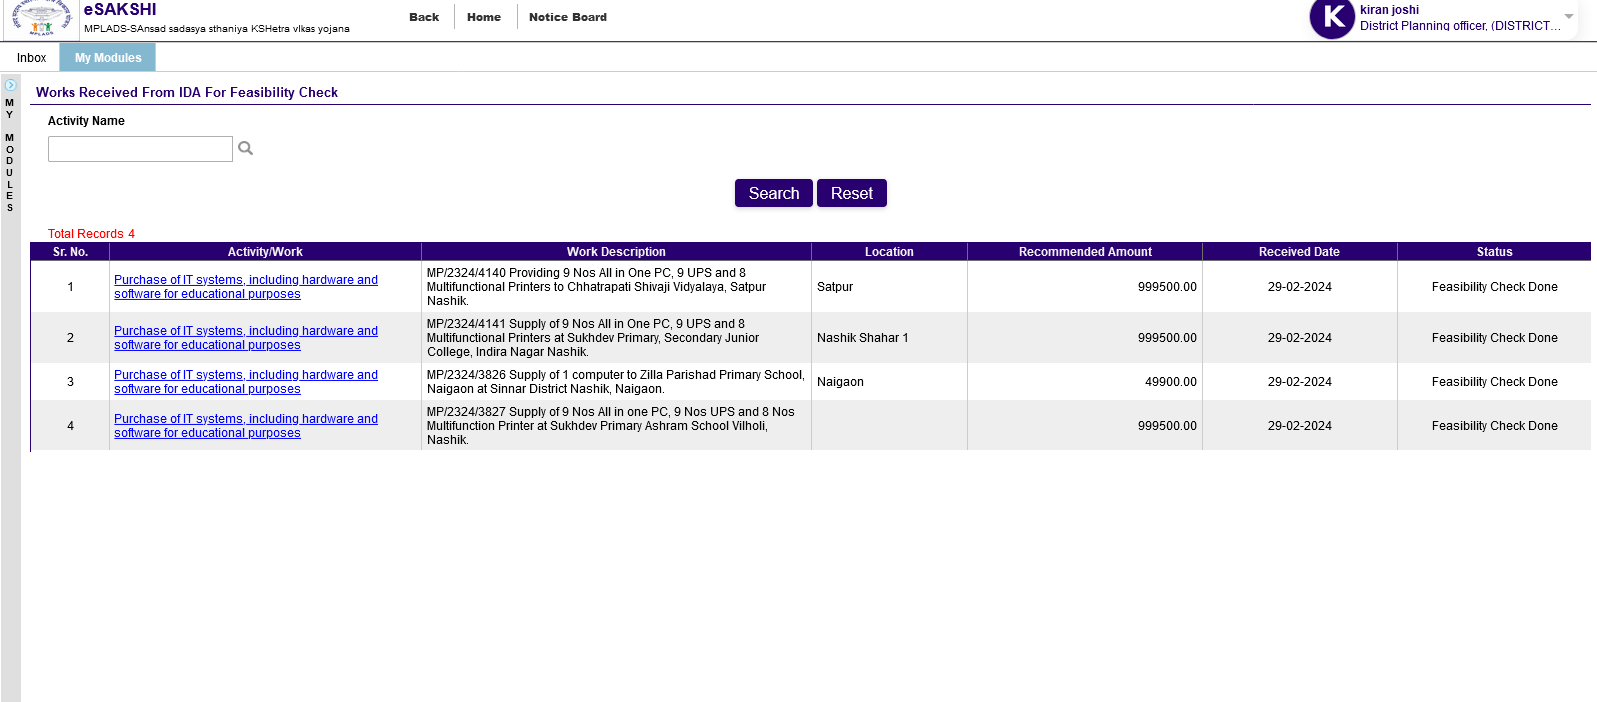 eSAKSHI
MPLADS-SAnsad sadasya sthaniya KSHetra vIkas yojana
Back Home Notice Board
K
kiran joshi
District Planning officer, (DISTRICT...
MPLADS
Inbox My Modules
MY MODULES
Works Received From IDA For Feasibility Check
Activity Name
Search Reset
Total Records 4
Sr. No. Activity/Work Work Description Location Recommended Amount Received Date Status
1 Purchase of IT systems, including hardware and software for educational purposes MP/2324/4140 Providing 9 Nos All in One PC, 9 UPS and 8 Multifunctional Printers to Chhatrapati Shivaji Vidyalaya, Satpur Nashik. Satpur 999500.00 29-02-2024 Feasibility Check Done
2 Purchase of IT systems, including hardware and software for educational purposes MP/2324/4141 Supply of 9 Nos All in One PC, 9 UPS and 8 Multifunctional Printers at Sukhdev Primary, Secondary Junior College, Indira Nagar Nashik. Nashik Shahar 1 999500.00 29-02-2024 Feasibility Check Done
3 Purchase of IT systems, including hardware and software for educational purposes MP/2324/3826 Supply of 1 computer to Zilla Parishad Primary School, Naigaon at Sinnar District Nashik, Naigaon. Naigaon 49900.00 29-02-2024 Feasibility Check Done
4 Purchase of IT systems, including hardware and software for educational purposes MP/2324/3827 Supply of 9 Nos All in one PC, 9 Nos UPS and 8 Nos Multifunction Printer at Sukhdev Primary Ashram School Vilholi, Nashik. 999500.00 29-02-2024 Feasibility Check Done